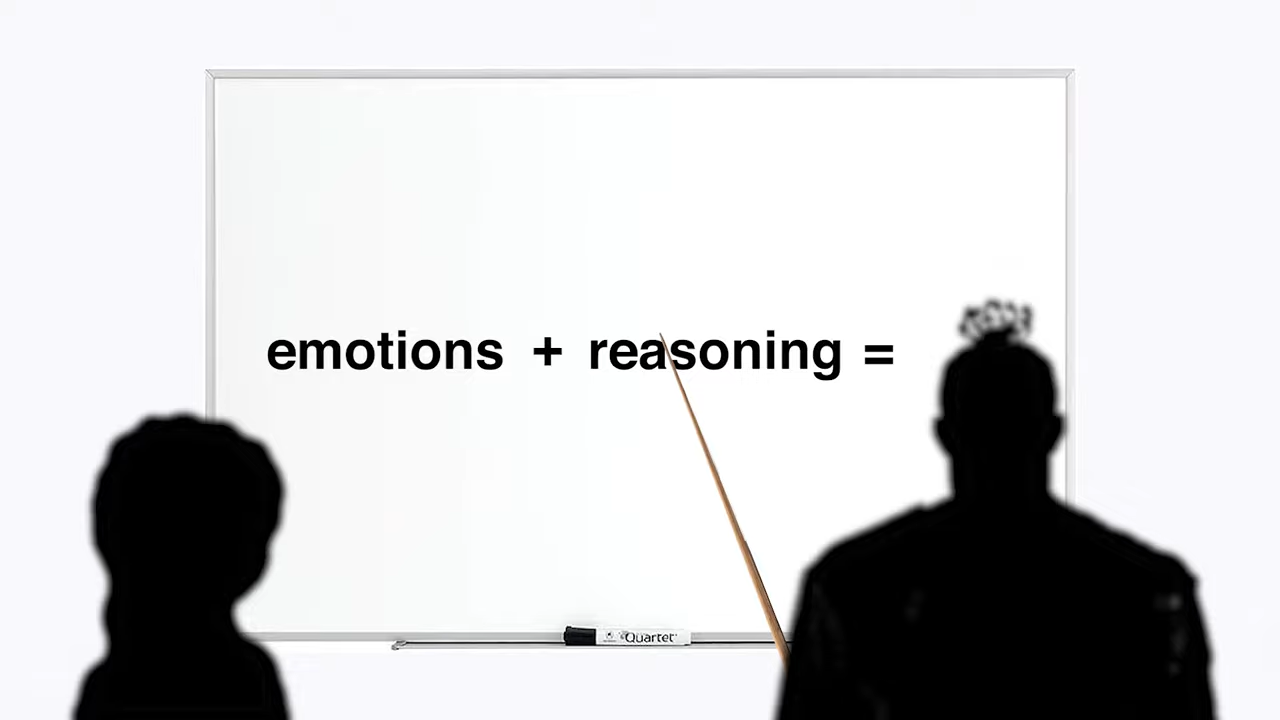 emotions + reasoning =
Quartet